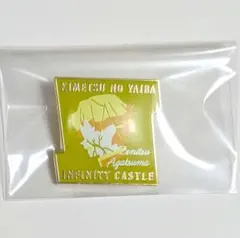 KIMETSU NO YAIBA
Zenitsu
Agatsuma
INFINITY CASTLE